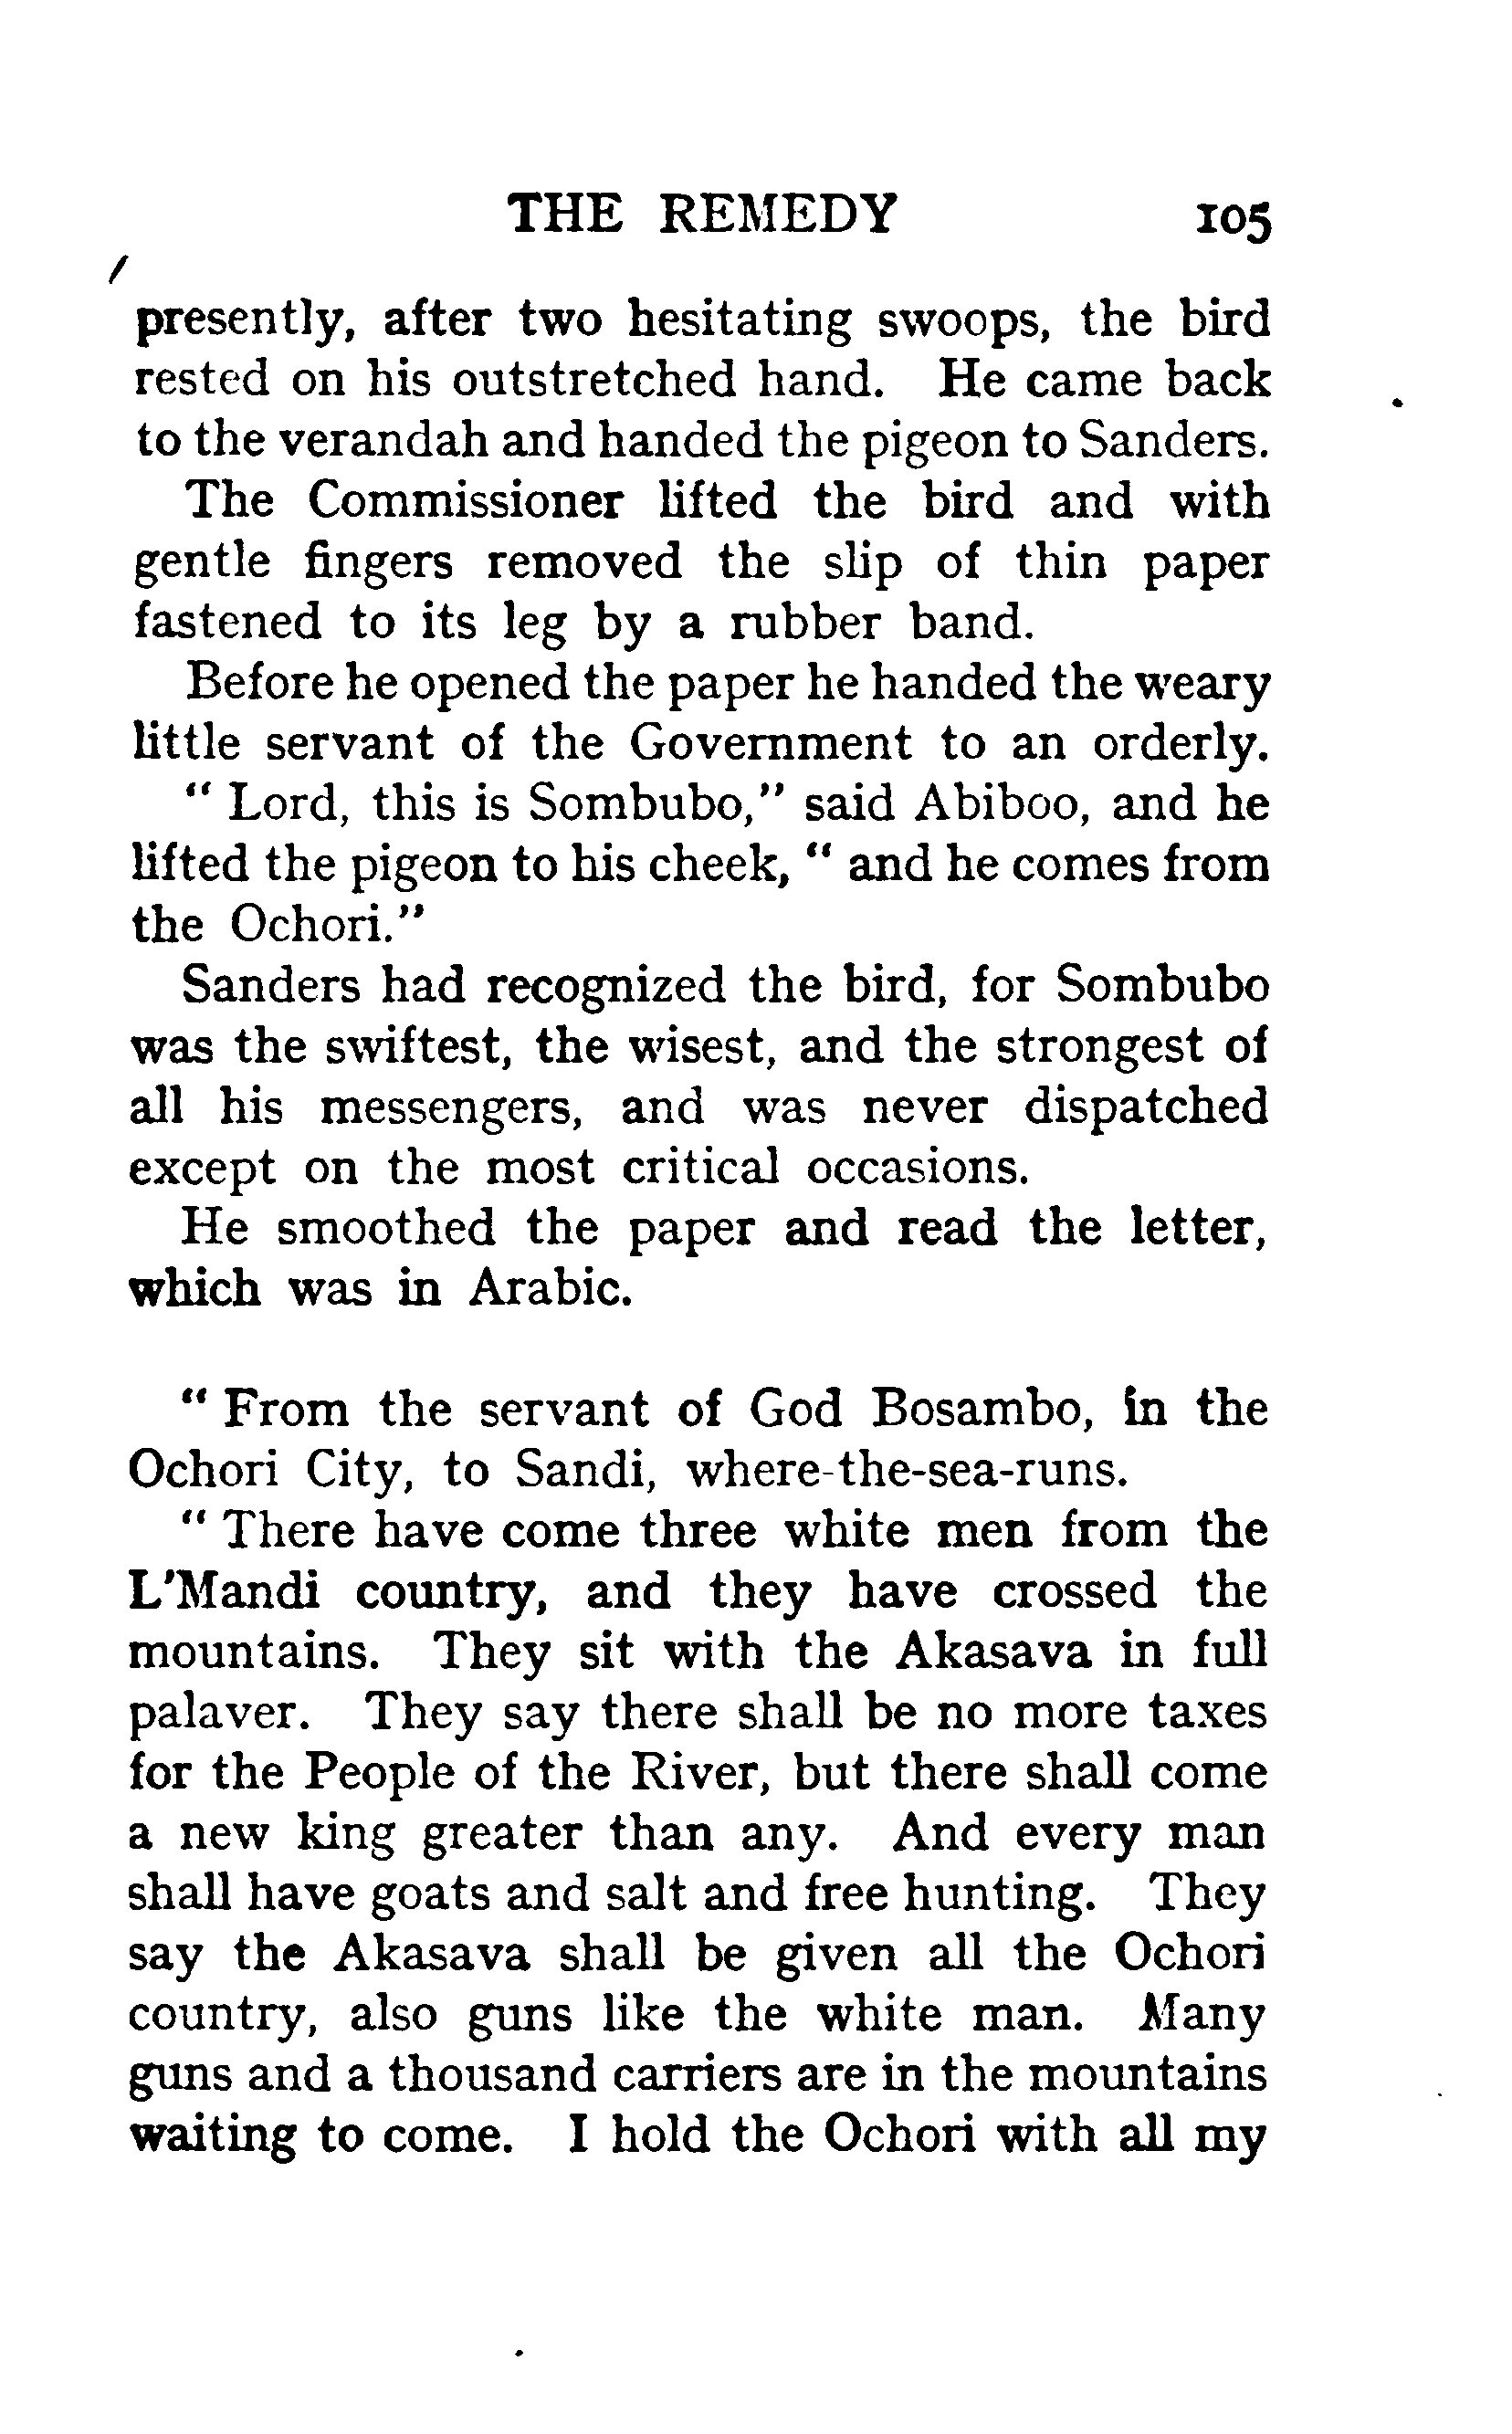 THE REMEDY 105
presently, after two hesitating swoops, the bird
rested on his outstretched hand. He came back
to the verandah and handed the pigeon to Sanders.
The Commissioner lifted the bird and with
gentle fingers removed the slip of thin paper
fastened to its leg by a rubber band.
Before he opened the paper he handed the weary
little servant of the Government to an orderly.
" Lord, this is Sombubo," said Abiboo, and he
lifted the pigeon to his cheek, " and he comes from
the Ochori."
Sanders had recognized the bird, for Sombubo
was the swiftest, the wisest, and the strongest of
all his messengers, and was never dispatched
except on the most critical occasions.
He smoothed the paper and read the letter,
which was in Arabic.
" From the servant of God Bosambo, in the
Ochori City, to Sandi, where-the-sea-runs.
" There have come three white men from the
L'Mandi country, and they have crossed the
mountains. They sit with the Akasava in full
palaver. They say there shall be no more taxes
for the People of the River, but there shall come
a new king greater than any. And every man
shall have goats and salt and free hunting. They
say the Akasava shall be given all the Ochori
country, also guns like the white man. Many
guns and a thousand carriers are in the mountains
waiting to come. I hold the Ochori with all my